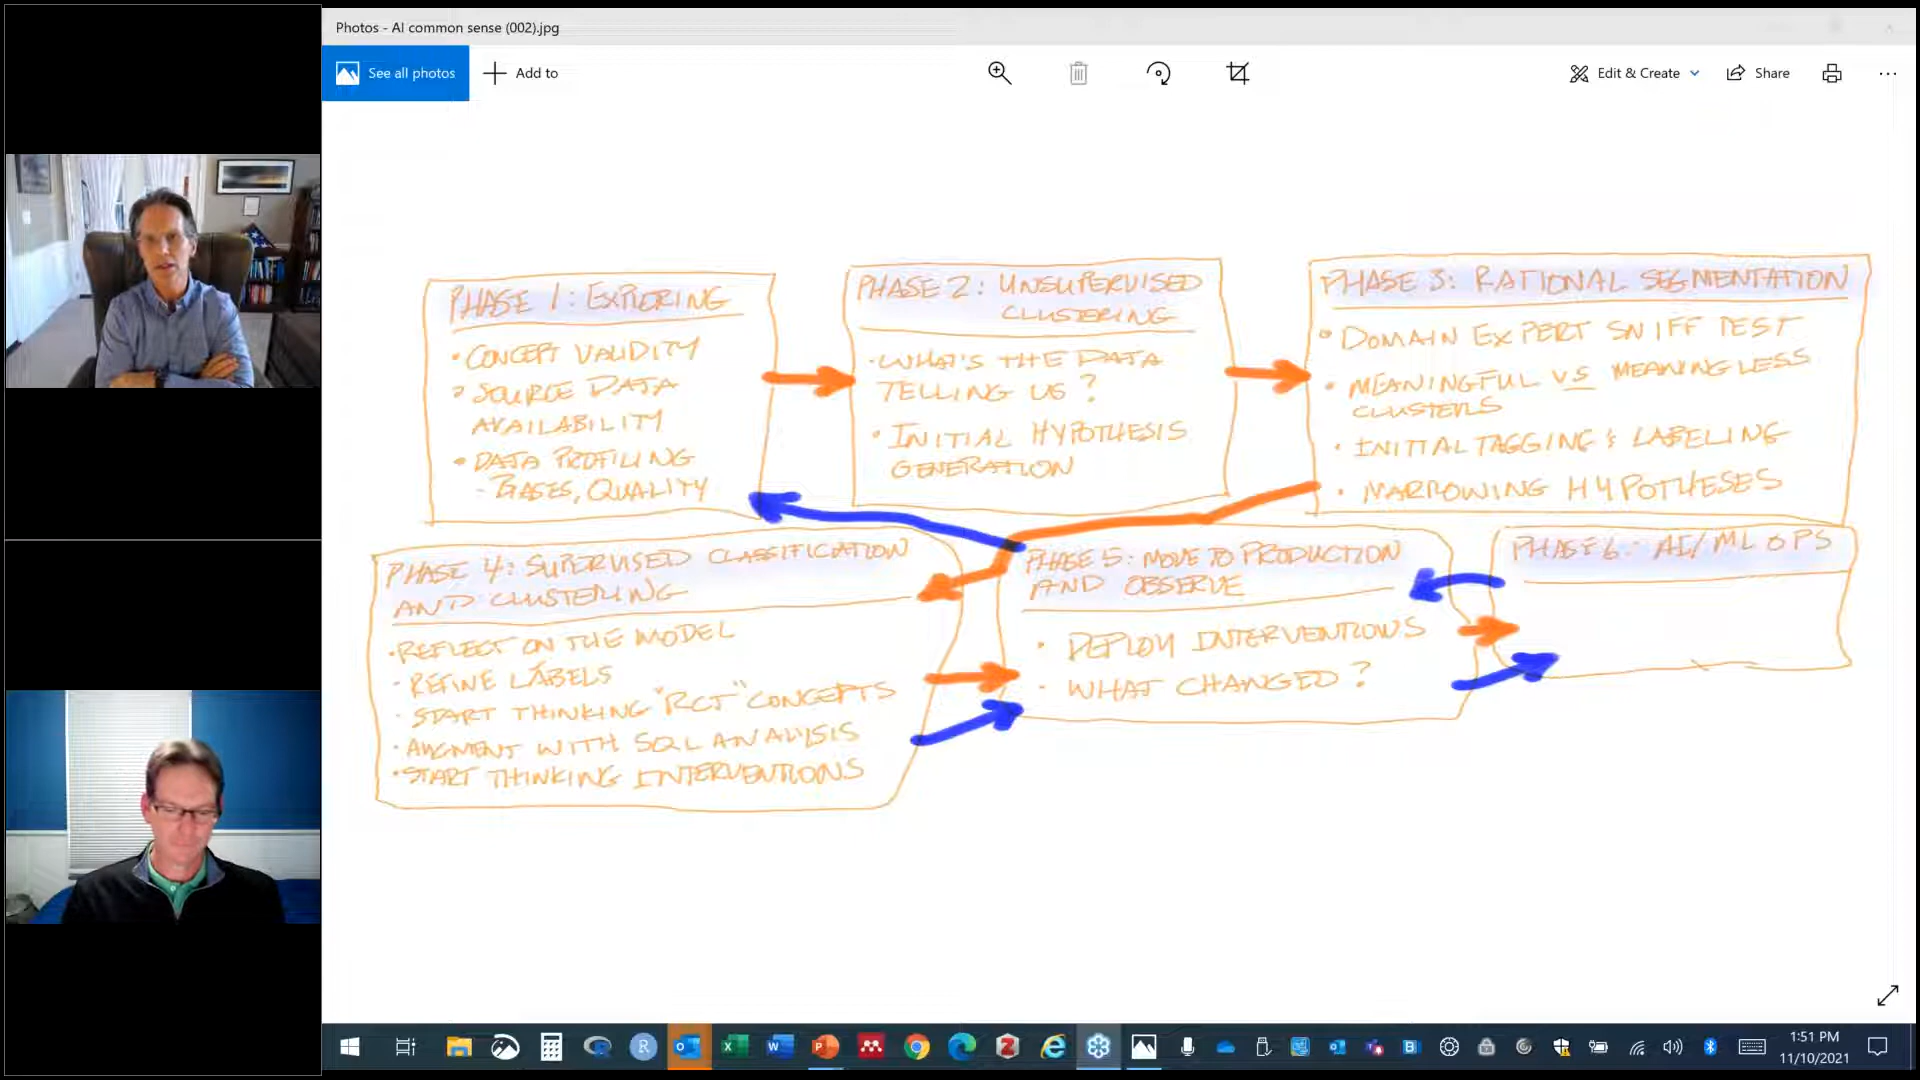 Photos - AI common sense (002).jpg
See all photos
Add to
Edit & Create
Share
PHASE 1: EXPLORING
• CONCEPT VALIDITY
• SOURCE DATA
AVAILABILITY
• DATA PROFILING
- BIASES, QUALITY
PHASE 2: UNSUPERVISED
CLUSTERING
• WHAT'S THE DATA
TELLING US?
• INITIAL HYPOTHESIS
GENERATION
PHASE 3: RATIONAL SEGMENTATION
• DOMAIN EXPERT SNIFF TEST
• MEANINGFUL VS MEANINGLESS
CLUSTERS
• INITIAL TAGGING & LABELING
• NARROWING HYPOTHESES
PHASE 4: SUPERVISED CLASSIFICATION
AND CLUSTERING
• REFLECT ON THE MODEL
• REFINE LABELS
• START THINKING "RCT" CONCEPTS
• AUGMENT WITH SQL ANALYSIS
• START THINKING INTERVENTIONS
PHASE 5: MOVE TO PRODUCTION
AND OBSERVE
• DEPLOY INTERVENTIONS
• WHAT CHANGED?
PHASE 6: AI/ML OPS
1:51 PM
11/10/2021